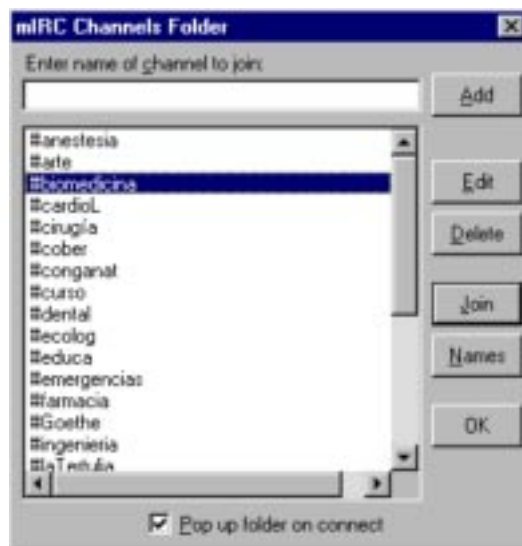 mIRC Channels Folder
Enter name of channel to join:
Add
#anestesia
#arte
#biomedicina
#cardioL
#cirugía
#cober
#conganat
#curso
#dental
#ecolog
#educa
#emergencias
#farmacia
#Goethe
#ingenieria
#laTertulia
Edit
Delete
Join
Names
OK
Pop up folder on connect